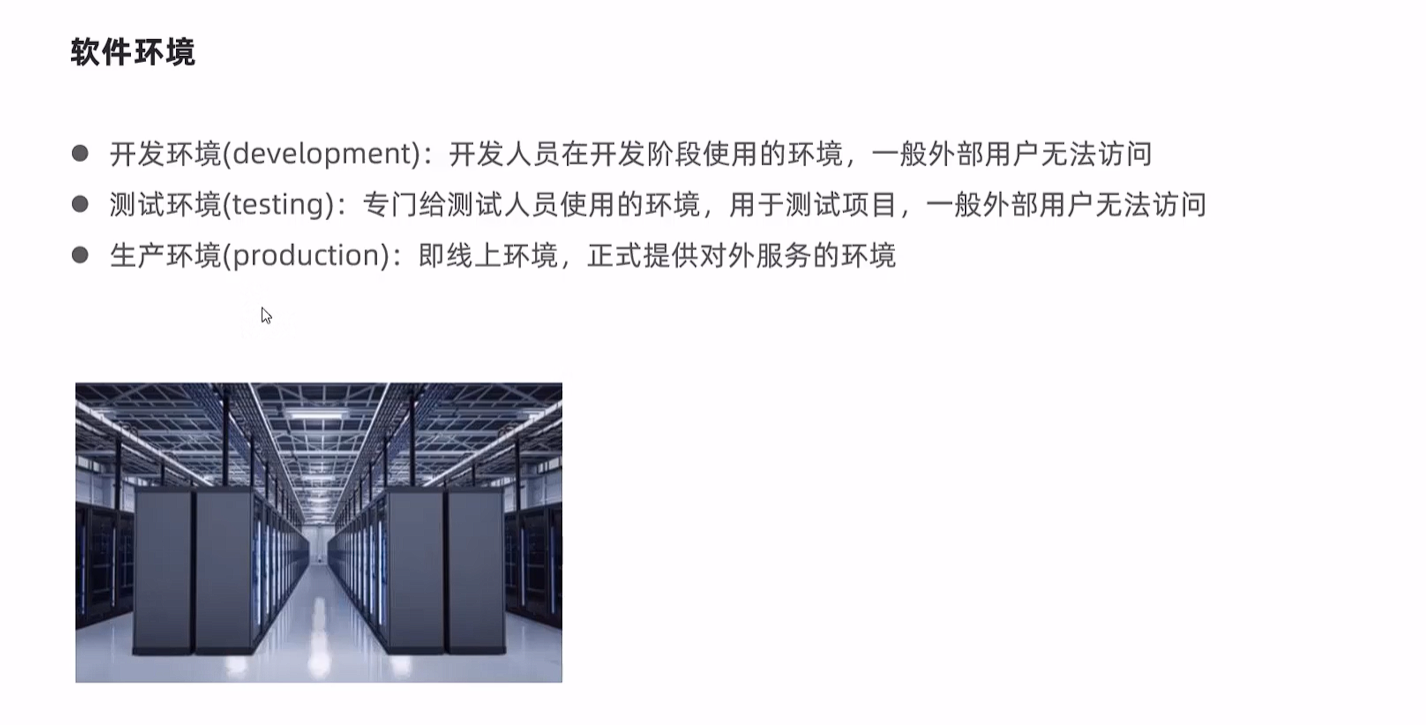 软件环境
开发环境(development)：开发人员在开发阶段使用的环境，一般外部用户无法访问
测试环境(testing)：专门给测试人员使用的环境，用于测试项目，一般外部用户无法访问
生产环境(production)：即线上环境，正式提供对外服务的环境